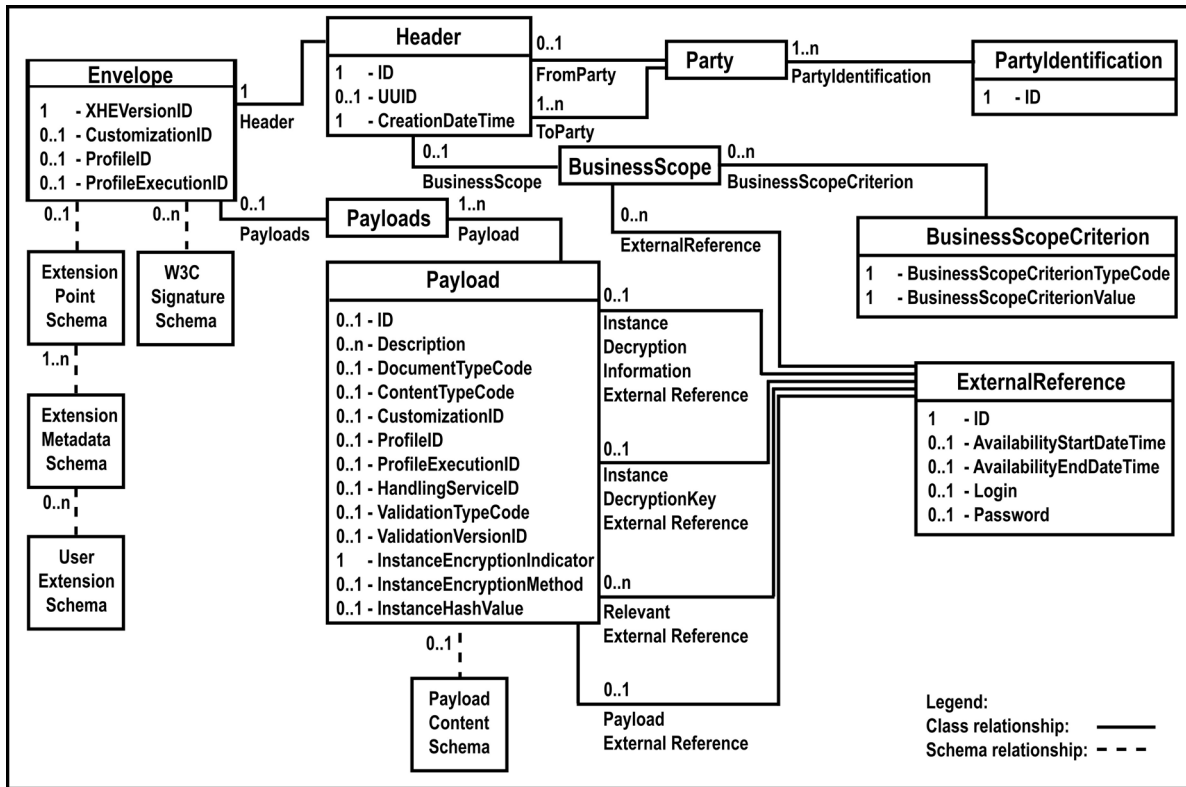 Envelope
1 - XHEVersionID
0..1 - CustomizationID
0..1 - ProfileID
0..1 - ProfileExecutionID
1
Header
Header
1 - ID
0..1 - UUID
1 - CreationDateTime
0..1
FromParty
1..n
ToParty
Party
1..n
PartyIdentification
PartyIdentification
1 - ID
0..1
BusinessScope
BusinessScope
0..n
BusinessScopeCriterion
0..n
ExternalReference
BusinessScopeCriterion
1 - BusinessScopeCriterionTypeCode
1 - BusinessScopeCriterionValue
0..1
0..n
0..1
Payloads
Payloads
1..n
Payload
Extension
Point
Schema
W3C
Signature
Schema
1..n
Extension
Metadata
Schema
0..n
User
Extension
Schema
Payload
0..1 - ID
0..n - Description
0..1 - DocumentTypeCode
0..1 - ContentTypeCode
0..1 - CustomizationID
0..1 - ProfileID
0..1 - ProfileExecutionID
0..1 - HandlingServiceID
0..1 - ValidationTypeCode
0..1 - ValidationVersionID
1 - InstanceEncryptionIndicator
0..1 - InstanceEncryptionMethod
0..1 - InstanceHashValue
0..1
Instance
Decryption
Information
External Reference
0..1
Instance
DecryptionKey
External Reference
0..n
Relevant
External Reference
0..1
Payload
External Reference
ExternalReference
1 - ID
0..1 - AvailabilityStartDateTime
0..1 - AvailabilityEndDateTime
0..1 - Login
0..1 - Password
0..1
Payload
Content
Schema
Legend:
Class relationship:
Schema relationship: